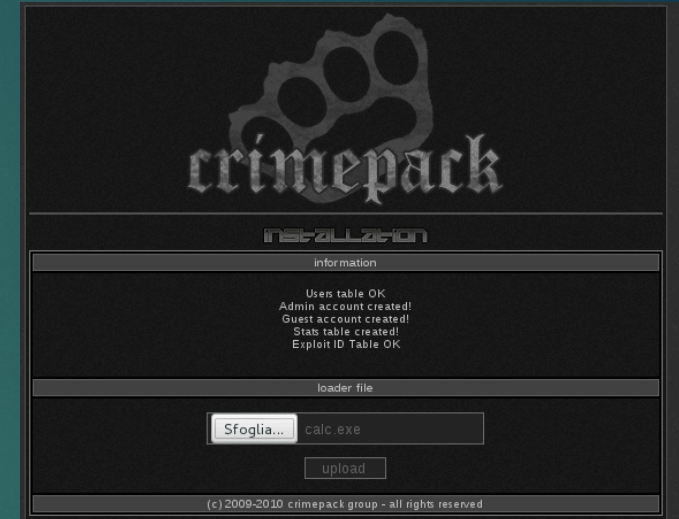 crimepack
installation
information
Users table OK
Admin account created!
Guest account created!
Stats table created!
Exploit ID Table OK
loader file
Sfoglia... calc.exe
upload
(c) 2009-2010 crimepack group - all rights reserved